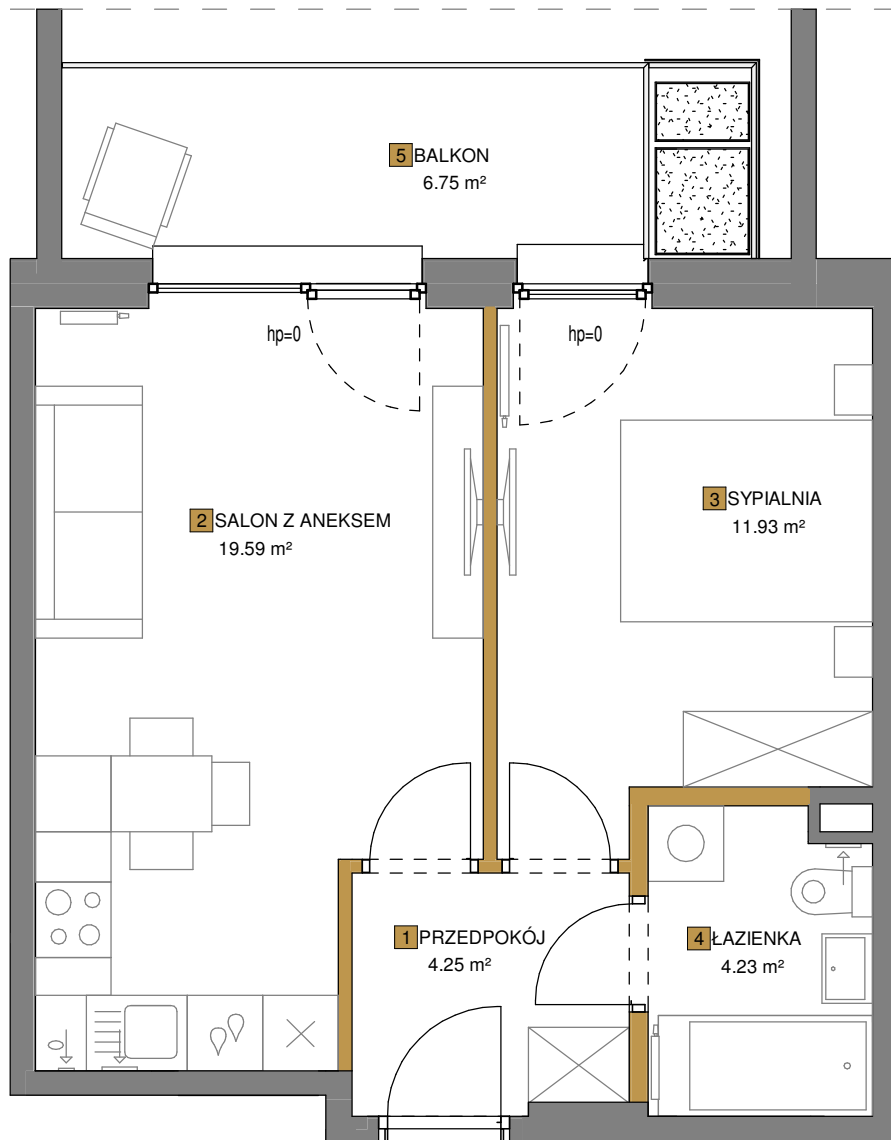 5 BALKON
6.75 m²
hp=0
hp=0
2 SALON Z ANEKSEM
19.59 m²
3 SYPIALNIA
11.93 m²
1 PRZEDPOKÓJ
4.25 m²
4 ŁAZIENKA
4.23 m²